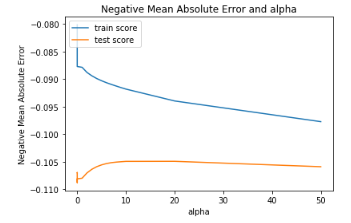 Negative Mean Absolute Error and alpha
train score
test score
Negative Mean Absolute Error
−0.080
−0.085
−0.090
−0.095
−0.100
−0.105
−0.110
0
10
20
30
40
50
alpha